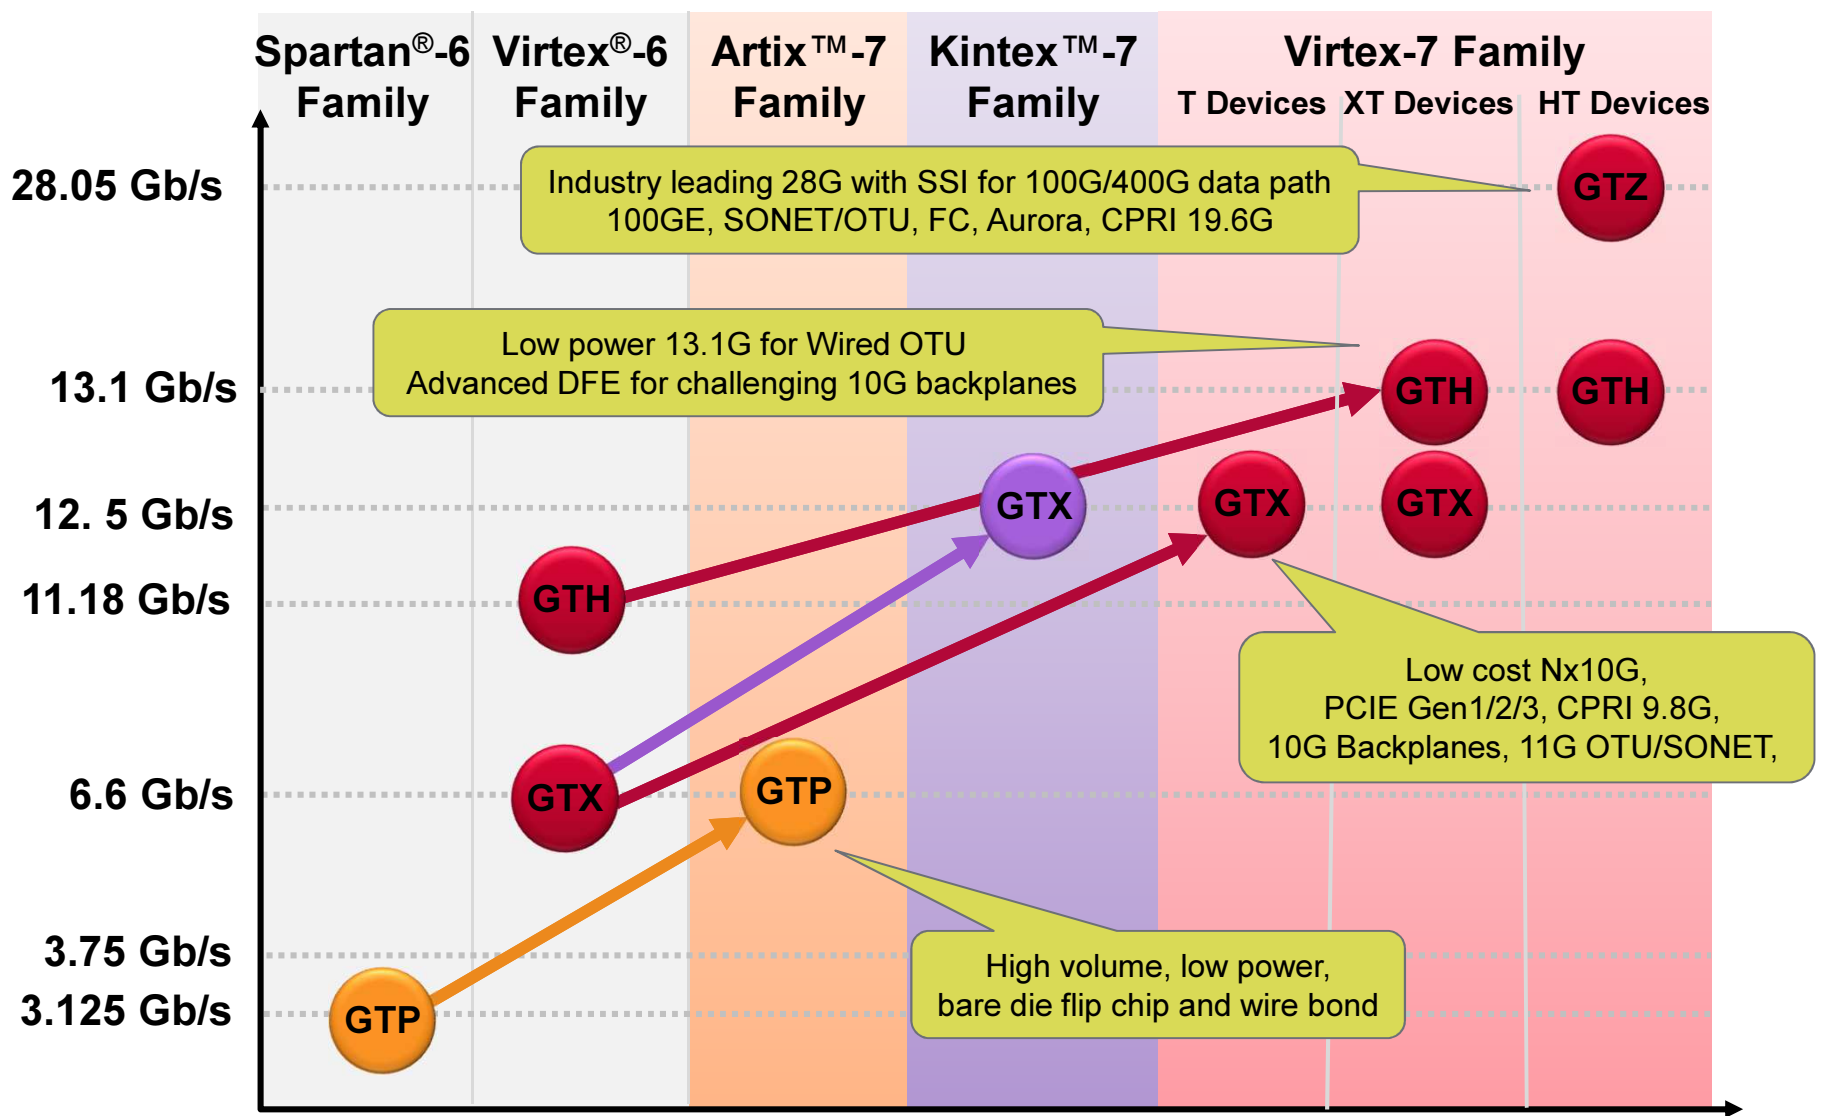 Spartan®-6 Family
Virtex®-6 Family
Artix™-7 Family
Kintex™-7 Family
Virtex-7 Family
T Devices
XT Devices
HT Devices
28.05 Gb/s
Industry leading 28G with SSI for 100G/400G data path
100GE, SONET/OTU, FC, Aurora, CPRI 19.6G
GTZ
Low power 13.1G for Wired OTU
Advanced DFE for challenging 10G backplanes
13.1 Gb/s
GTH
GTH
12. 5 Gb/s
GTX
GTX
GTX
11.18 Gb/s
GTH
Low cost Nx10G,
PCIE Gen1/2/3, CPRI 9.8G,
10G Backplanes, 11G OTU/SONET,
6.6 Gb/s
GTX
GTP
3.75 Gb/s
High volume, low power,
bare die flip chip and wire bond
3.125 Gb/s
GTP